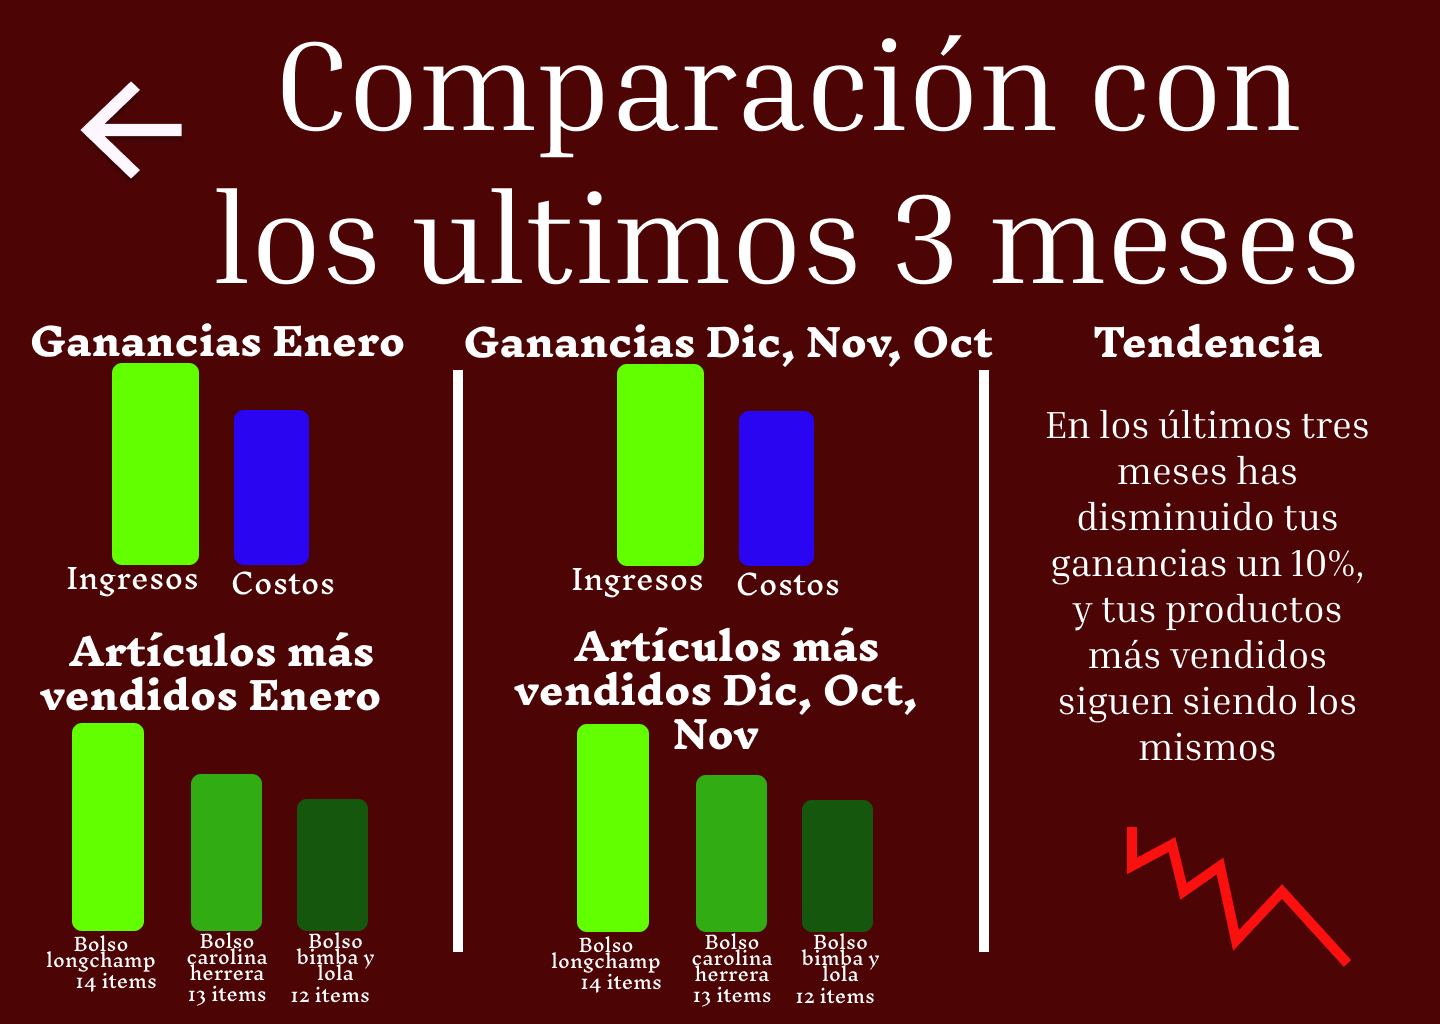 Comparación con
los ultimos 3 meses
Ganancias Enero
Ingresos
Costos
Artículos más
vendidos Enero
Bolso
longchamp
14 items
Bolso
carolina
herrera
13 items
Bolso
bimba y
lola
12 items
Ganancias Dic, Nov, Oct
Ingresos
Costos
Artículos más
vendidos Dic, Oct,
Nov
Bolso
longchamp
14 items
Bolso
carolina
herrera
13 items
Bolso
bimba y
lola
12 items
Tendencia
En los últimos tres
meses has
disminuido tus
ganancias un 10%,
y tus productos
más vendidos
siguen siendo los
mismos